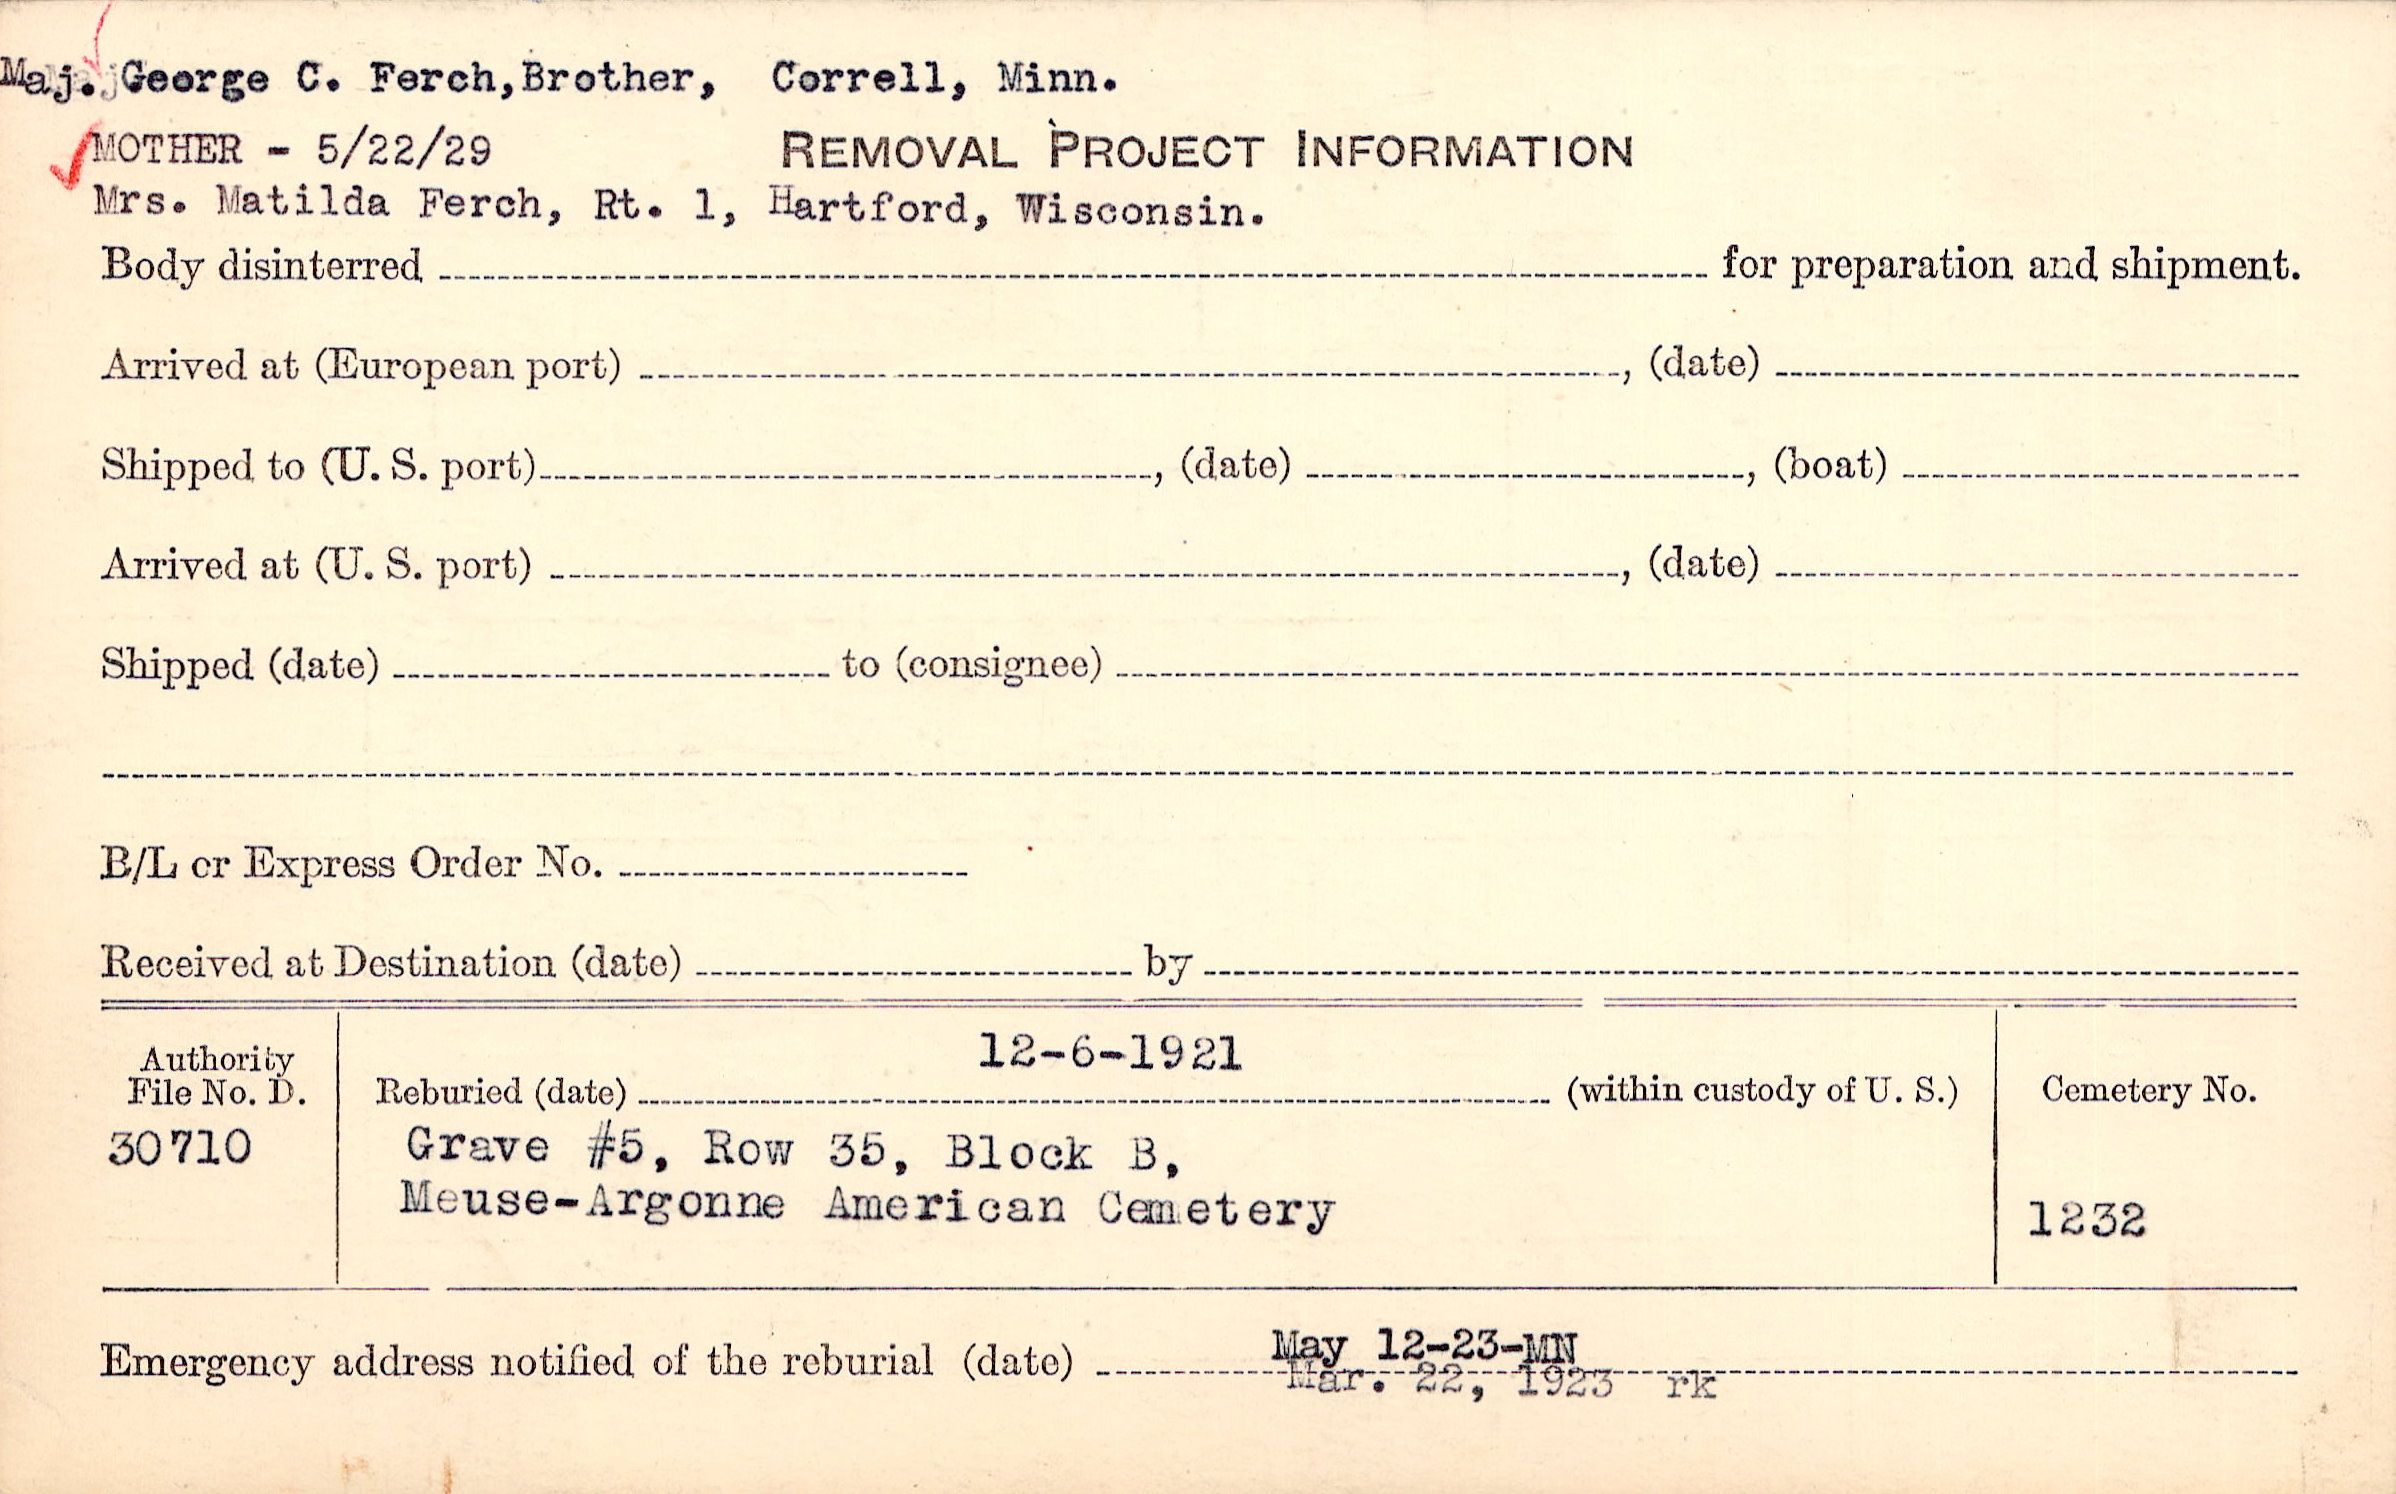 Maj. George C. Ferch, Brother, Correll, Minn.
MOTHER - 5/22/29
REMOVAL PROJECT INFORMATION
Mrs. Matilda Ferch, Rt. 1, Hartford, Wisconsin.
Body disinterred for preparation and shipment.
Arrived at (European port) , (date)
Shipped to (U. S. port) , (date) , (boat)
Arrived at (U. S. port) , (date)
Shipped (date) to (consignee)
B/L or Express Order No.
Received at Destination (date) by
Authority
File No. D.
30710
12-6-1921
Reburied (date) (within custody of U. S.)
Grave #5, Row 35, Block B,
Meuse-Argonne American Cemetery
Cemetery No.
1232
May 12-23-MN
Emergency address notified of the reburial (date)
Mar. 22, 1923 rk